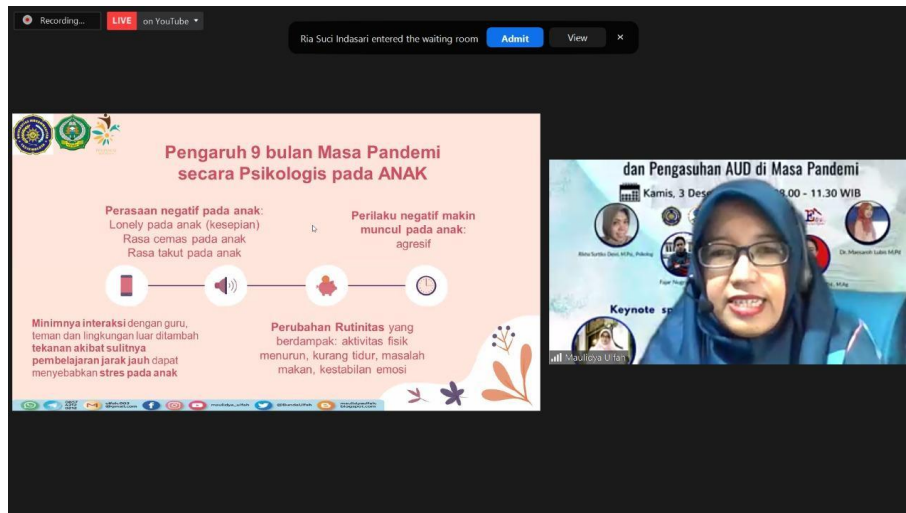 Recording...
LIVE on YouTube
Ria Suci Indasari entered the waiting room Admit View ×
Pengaruh 9 bulan Masa Pandemi
secara Psikologis pada ANAK
Perasaan negatif pada anak:
Lonely pada anak (kesepian)
Rasa cemas pada anak
Rasa takut pada anak
Perilaku negatif makin
muncul pada anak:
agresif
Minimnya interaksi dengan guru,
teman dan lingkungan luar ditambah
tekanan akibat sulitnya
pembelajaran jarak jauh dapat
menyebabkan stres pada anak
Perubahan Rutinitas yang
berdampak: aktivitas fisik
menurun, kurang tidur, masalah
makan, kestabilan emosi
maulidya_ulfah
dan Pengasuhan AUD di Masa Pandemi
Kamis, 3 Des 8.00 - 11.30 WIB
Keynote sp
Maulidya Ulfah